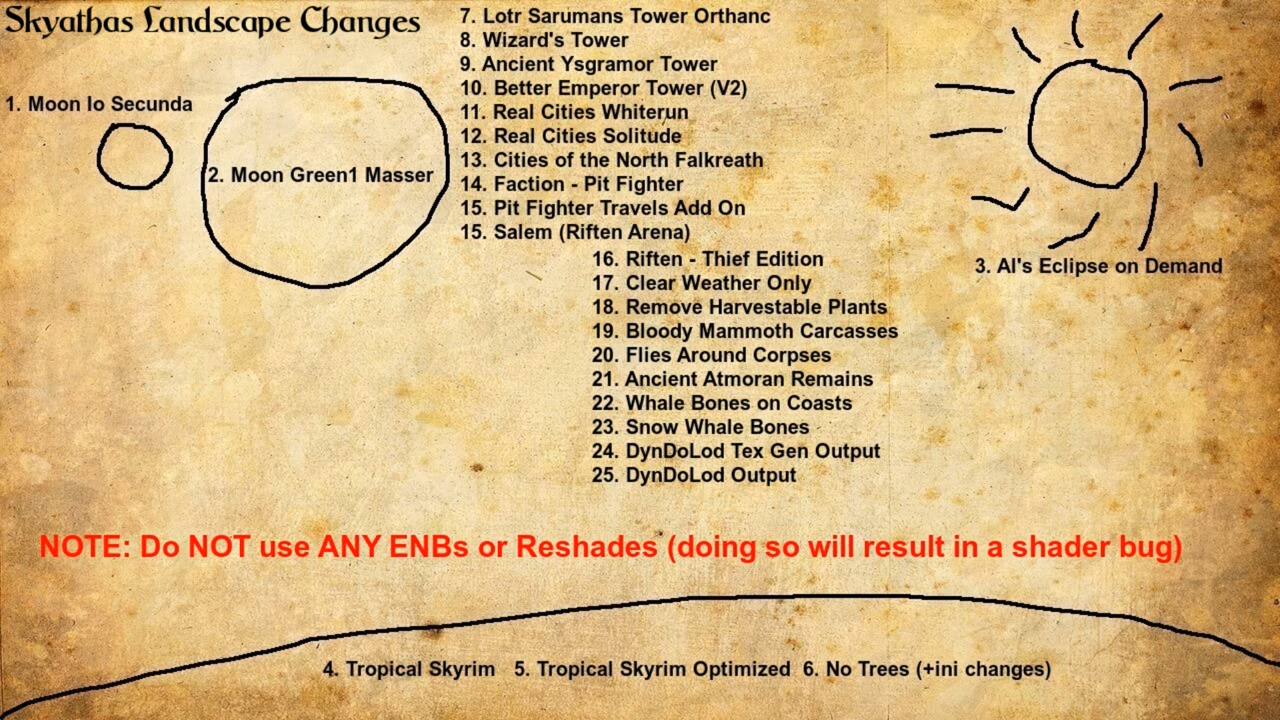 Skyathas Landscape Changes
1. Moon Io Secunda
2. Moon Green1 Masser
7. Lotr Sarumans Tower Orthanc
8. Wizard's Tower
9. Ancient Ysgramor Tower
10. Better Emperor Tower (V2)
11. Real Cities Whiterun
12. Real Cities Solitude
13. Cities of the North Falkreath
14. Faction - Pit Fighter
15. Pit Fighter Travels Add On
15. Salem (Riften Arena)
16. Riften - Thief Edition
17. Clear Weather Only
18. Remove Harvestable Plants
19. Bloody Mammoth Carcasses
20. Flies Around Corpses
21. Ancient Atmoran Remains
22. Whale Bones on Coasts
23. Snow Whale Bones
24. DynDoLod Tex Gen Output
25. DynDoLod Output
3. Al's Eclipse on Demand
NOTE: Do NOT use ANY ENBs or Reshades (doing so will result in a shader bug)
4. Tropical Skyrim 5. Tropical Skyrim Optimized 6. No Trees (+ini changes)